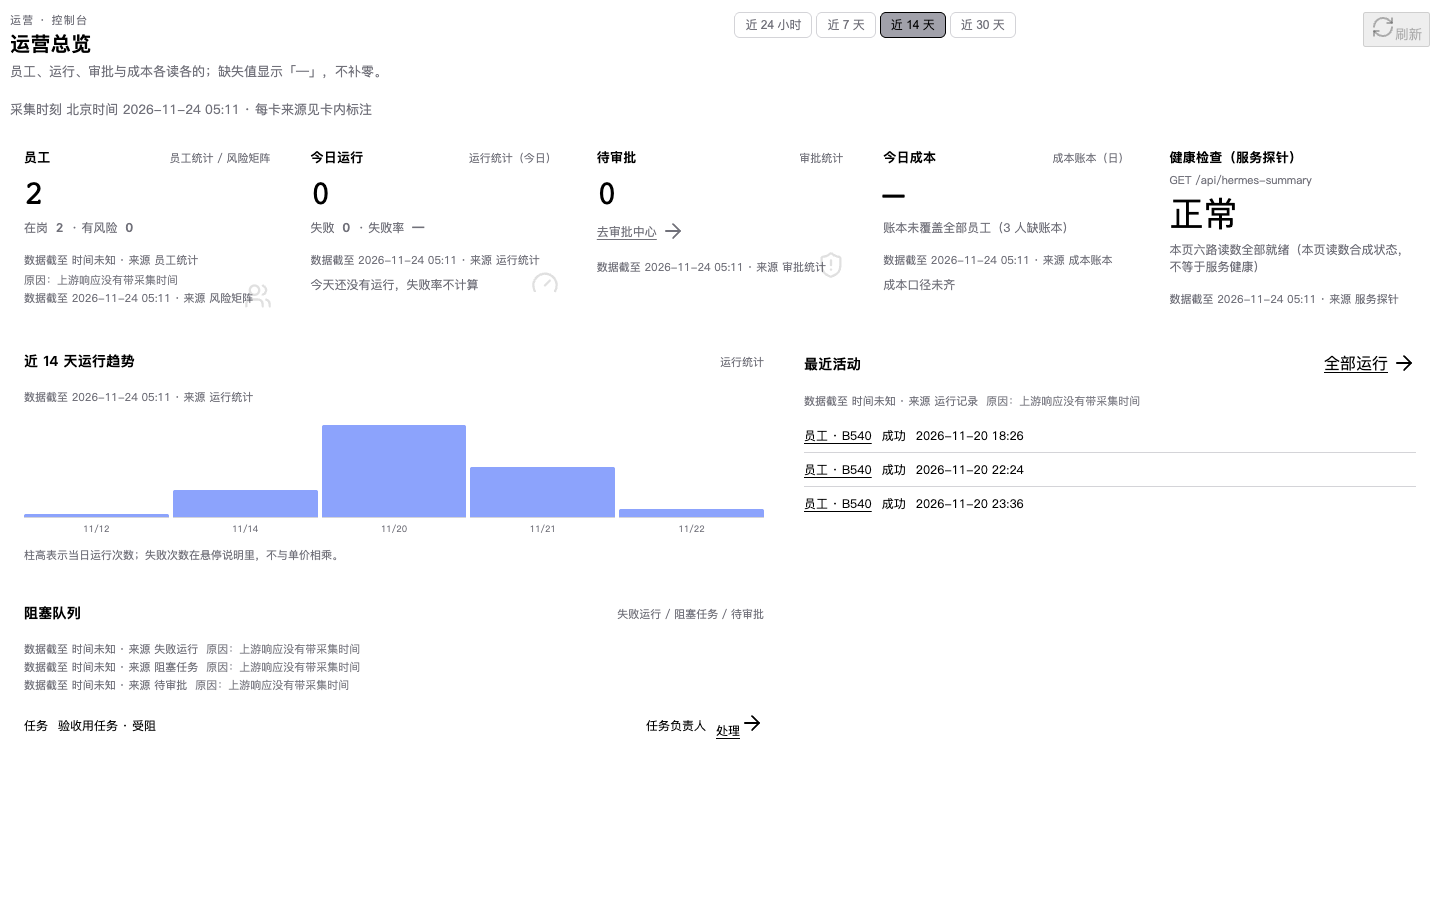 运营 · 控制台
运营总览
员工、运行、审批与成本各读各的；缺失值显示「—」，不补零。
采集时刻 北京时间 2026-11-24 05:11 · 每卡来源见卡内标注
近 24 小时
近 7 天
近 14 天
近 30 天
刷新
员工
员工统计 / 风险矩阵
2
在岗 2 · 有风险 0
数据截至 时间未知 · 来源 员工统计
原因：上游响应没有带采集时间
数据截至 2026-11-24 05:11 · 来源 风险矩阵
今日运行
运行统计（今日）
0
失败 0 · 失败率 —
数据截至 2026-11-24 05:11 · 来源 运行统计
今天还没有运行，失败率不计算
待审批
审批统计
0
去审批中心
数据截至 2026-11-24 05:11 · 来源 审批统计
今日成本
成本账本（日）
—
账本未覆盖全部员工（3 人缺账本）
数据截至 2026-11-24 05:11 · 来源 成本账本
成本口径未齐
健康检查（服务探针）
GET /api/hermes-summary
正常
本页六路读数全部就绪（本页读数合成状态，
不等于服务健康）
数据截至 2026-11-24 05:11 · 来源 服务探针
近 14 天运行趋势
运行统计
数据截至 2026-11-24 05:11 · 来源 运行统计
11/12
11/14
11/20
11/21
11/22
柱高表示当日运行次数；失败次数在悬停说明里，不与单价相乘。
最近活动
全部运行
数据截至 时间未知 · 来源 运行记录 原因：上游响应没有带采集时间
员工 · B540 成功 2026-11-20 18:26
员工 · B540 成功 2026-11-20 22:24
员工 · B540 成功 2026-11-20 23:36
阻塞队列
失败运行 / 阻塞任务 / 待审批
数据截至 时间未知 · 来源 失败运行 原因：上游响应没有带采集时间
数据截至 时间未知 · 来源 阻塞任务 原因：上游响应没有带采集时间
数据截至 时间未知 · 来源 待审批 原因：上游响应没有带采集时间
任务 验收用任务 · 受阻
任务负责人 处理